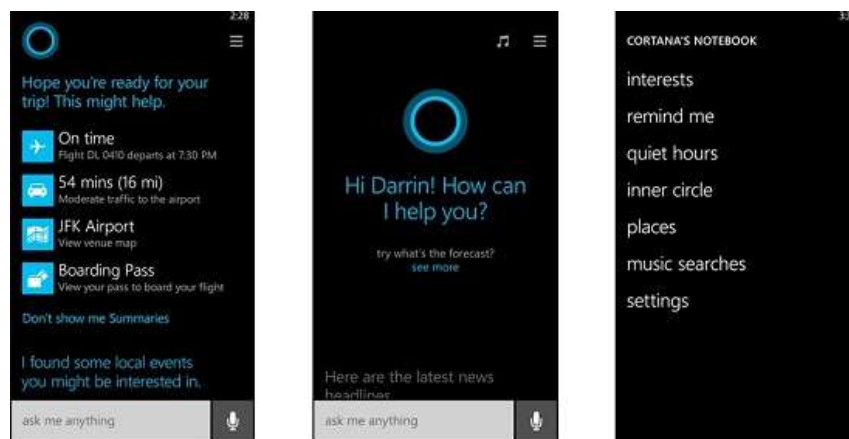 2:28
Hope you're ready for your
trip! This might help.
On time
Flight DL 0410 departs at 7:30 PM
54 mins (16 mi)
Moderate traffic to the airport
JFK Airport
View venue map
Boarding Pass
View your pass to board your flight
Don't show me Summaries
I found some local events
you might be interested in.
ask me anything
Hi Darrin! How can
I help you?
try what's the forecast?
see more
Here are the latest news
headlines
ask me anything
CORTANA'S NOTEBOOK
interests
remind me
quiet hours
inner circle
places
music searches
settings